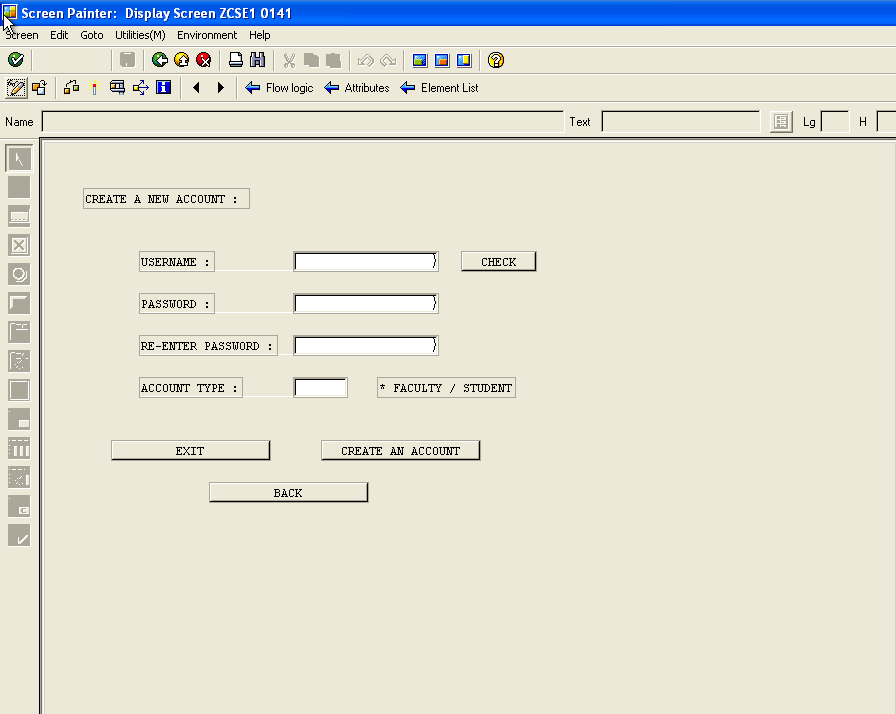 Screen Painter: Display Screen ZCSE1 0141
Screen Edit Goto Utilities(M) Environment Help
Flow logic Attributes Element List
Name Text Lg H
CREATE A NEW ACCOUNT :
USERNAME : CHECK
PASSWORD :
RE-ENTER PASSWORD :
ACCOUNT TYPE : * FACULTY / STUDENT
EXIT CREATE AN ACCOUNT
BACK